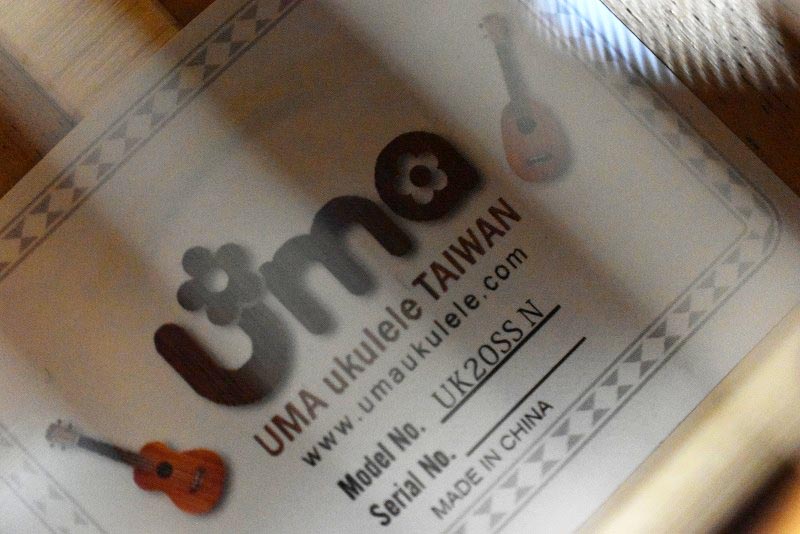 uma
UMA ukulele TAIWAN
www.umaukulele.com
Model No. UK20SS N
Serial No.
MADE IN CHINA